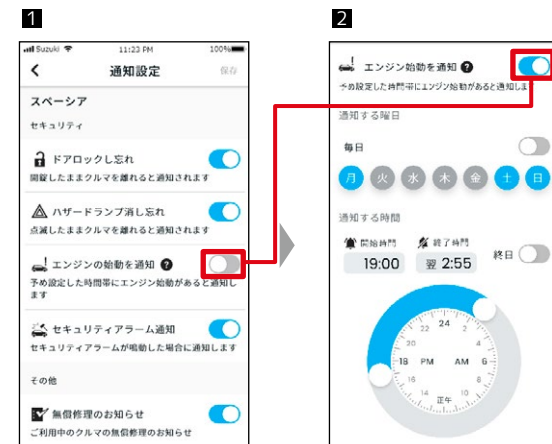 1
Suzuki 11:23 PM 100%
通知設定 保存
スペーシア
セキュリティ
ドアロックし忘れ
開錠したままクルマを離れると通知されます
ハザードランプ消し忘れ
点滅したままクルマを離れると通知されます
エンジンの始動を通知 ?
予め設定した時間帯にエンジン始動があると通知し
ます
セキュリティアラーム通知
セキュリティアラームが鳴動した場合に通知します
その他
無償修理のお知らせ
ご利用中のクルマの無償修理のお知らせ
2
エンジン始動を通知 ?
予め設定した時間帯にエンジン始動があると通知しま
通知する曜日
毎日
月 火 水 木 金 土 日
通知する時間
開始時間 終了時間
19:00 翌 2:55 終日
22 24 2
20 4
18 PM AM 6
16 8
14 正午 10